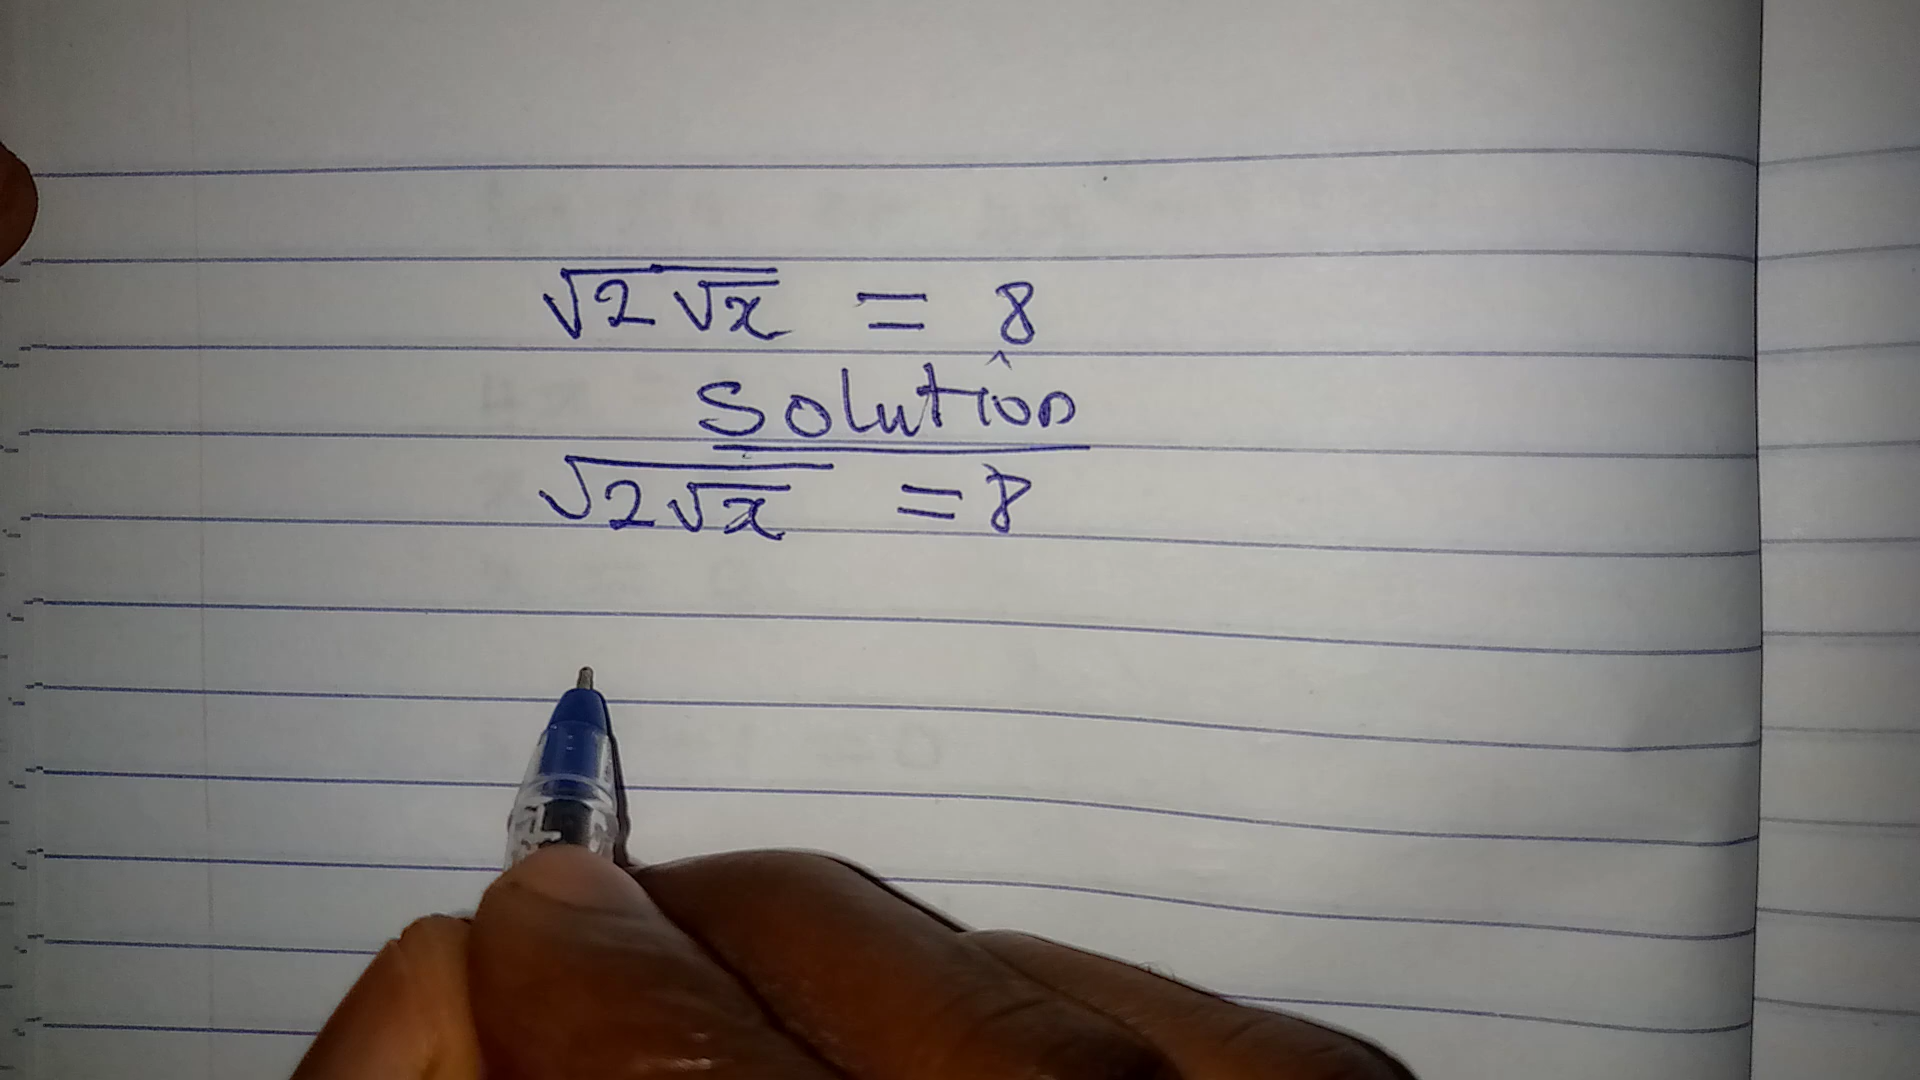 √(2√x) = 8
Solution
√(2√x) = 8